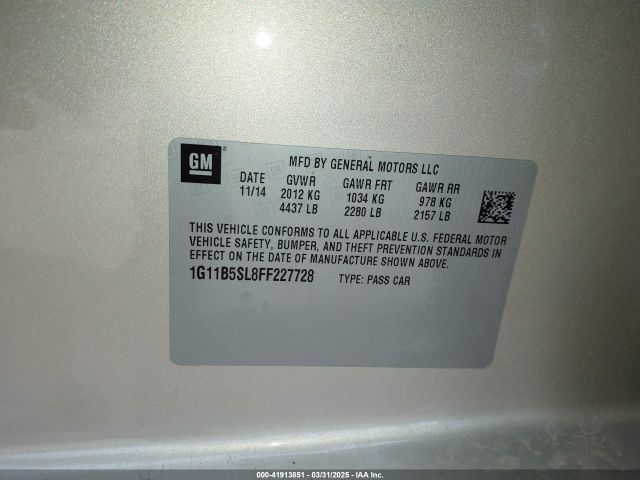 GM
MFD BY GENERAL MOTORS LLC
DATE GVWR GAWR FRT GAWR RR
11/14 2012 KG 1034 KG 978 KG
4437 LB 2280 LB 2157 LB
THIS VEHICLE CONFORMS TO ALL APPLICABLE U.S. FEDERAL MOTOR
VEHICLE SAFETY, BUMPER, AND THEFT PREVENTION STANDARDS IN
EFFECT ON THE DATE OF MANUFACTURE SHOWN ABOVE.
1G11B5SL8FF227728 TYPE: PASS CAR
000-41913851 - 03/31/2025 - IAA Inc.